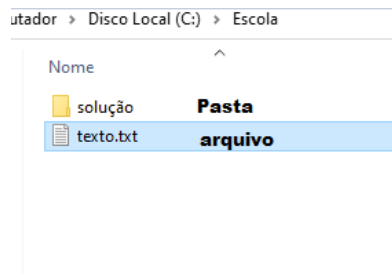 utador > Disco Local (C:) > Escola
Nome
solução Pasta
texto.txt arquivo